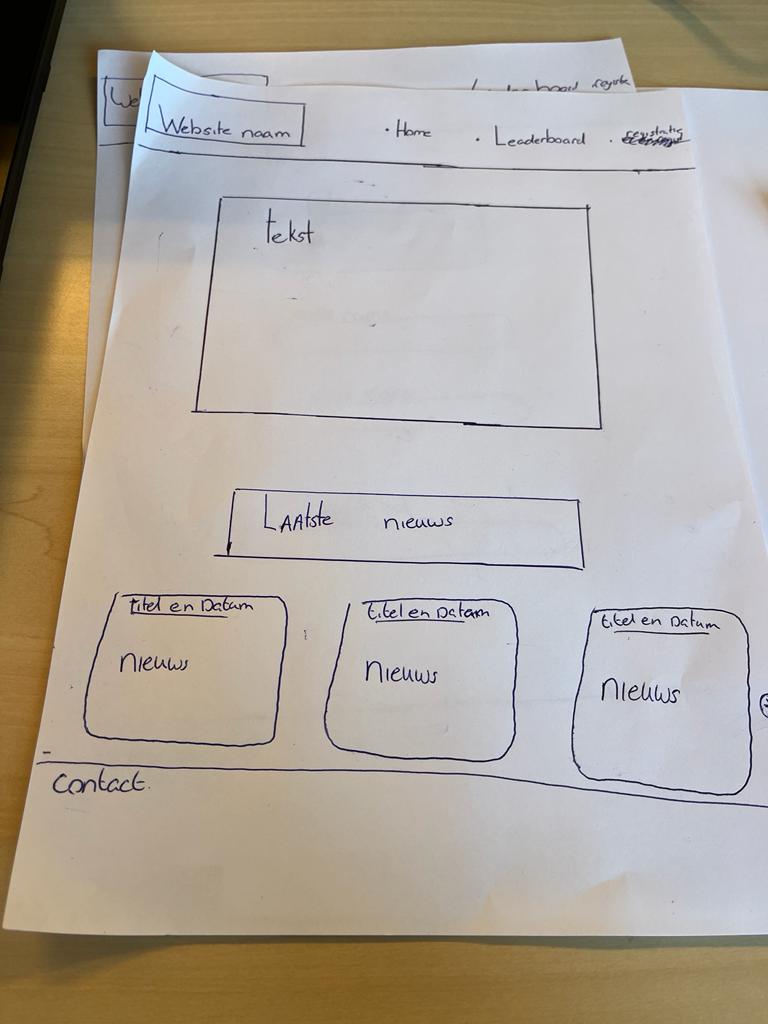 Leaderboard registr
We
Website naam
· Home
· Leaderboard
· registratie
tekst
LAAtste nieuws
titel en Datum
nieuws
titel en Datum
nieuws
titel en Datum
nieuws
Contact.